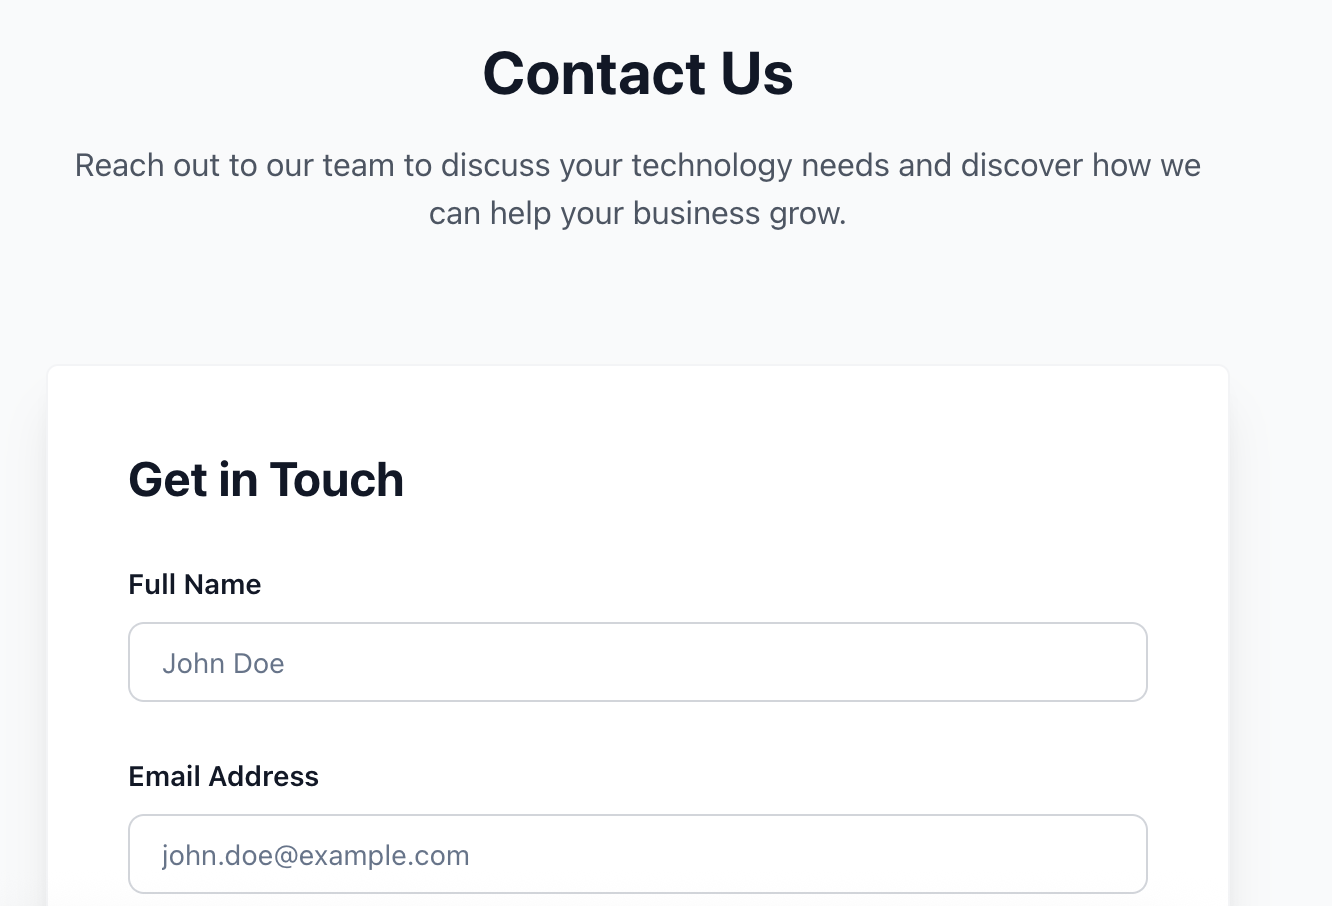 Contact Us
Reach out to our team to discuss your technology needs and discover how we
can help your business grow.
Get in Touch
Full Name
John Doe
Email Address
john.doe@example.com